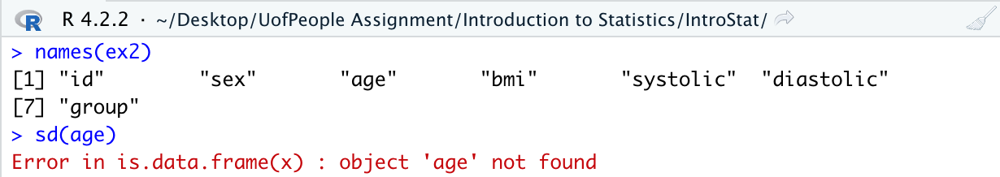 R 4.2.2 · ~/Desktop/UofPeople Assignment/Introduction to Statistics/IntroStat/
> names(ex2)
[1] "id"        "sex"       "age"       "bmi"       "systolic"  "diastolic"
[7] "group"
> sd(age)
Error in is.data.frame(x) : object 'age' not found